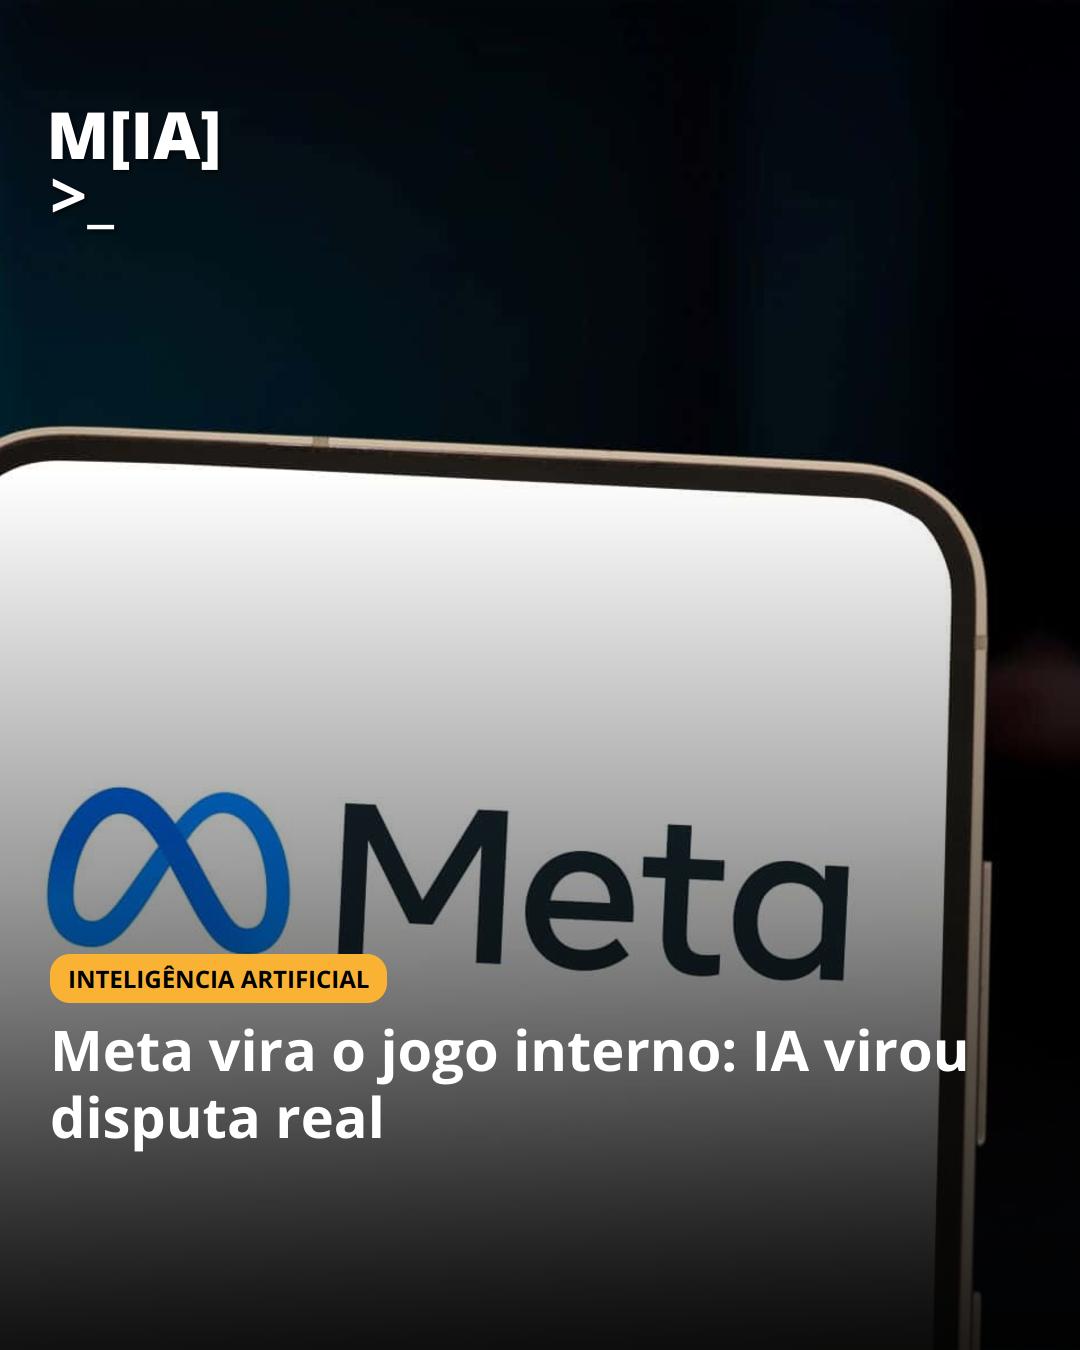 M[IA]
>_
Meta
INTELIGÊNCIA ARTIFICIAL
Meta vira o jogo interno: IA virou
disputa real